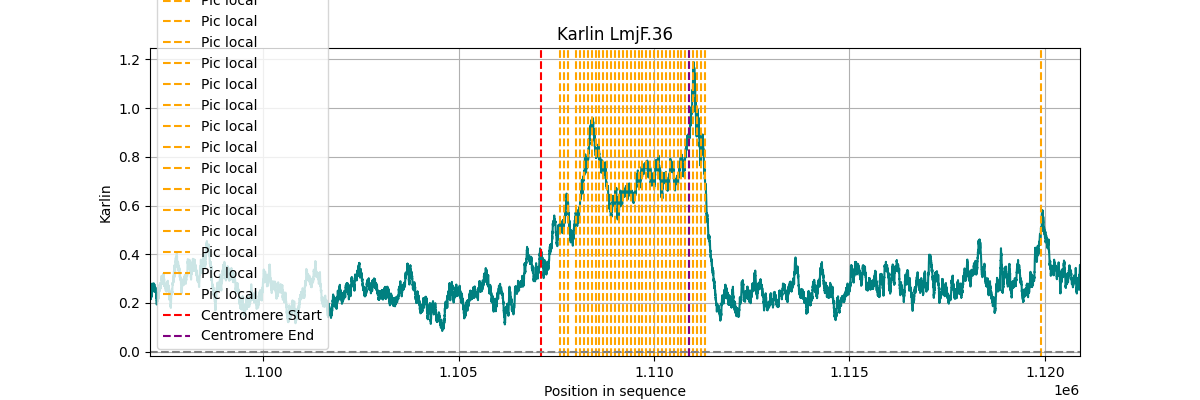 Pic local
Pic local
Karlin LmjF.36
Pic local
Pic local
Pic local
Pic local
Pic local
Pic local
Pic local
Pic local
Pic local
Pic local
Pic local
Pic local
Pic local
Centromere Start
Centromere End
1.2
1.0
0.8
0.6
0.4
0.2
0.0
Karlin
1.100
1.105
1.110
1.115
1.120
Position in sequence
1e6